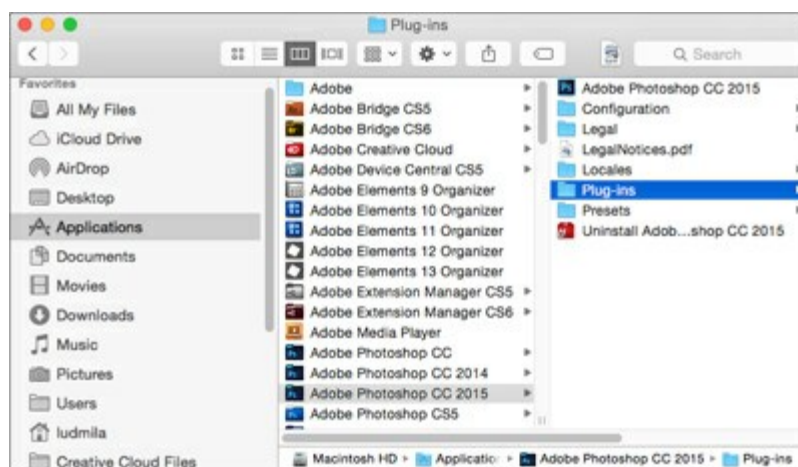 Plug-ins
Search
Favorites
All My Files
iCloud Drive
AirDrop
Desktop
Applications
Documents
Movies
Downloads
Music
Pictures
Users
ludmila
Creative Cloud Files
Adobe
Adobe Bridge CS5
Adobe Bridge CS6
Adobe Creative Cloud
Adobe Device Central CS5
Adobe Elements 9 Organizer
Adobe Elements 10 Organizer
Adobe Elements 11 Organizer
Adobe Elements 12 Organizer
Adobe Elements 13 Organizer
Adobe Extension Manager CS5
Adobe Extension Manager CS6
Adobe Media Player
Adobe Photoshop CC
Adobe Photoshop CC 2014
Adobe Photoshop CC 2015
Adobe Photoshop CS5
Adobe Photoshop CC 2015
Configuration
Legal
LegalNotices.pdf
Locales
Plug-ins
Presets
Uninstall Adob...shop CC 2015
Macintosh HD ▸ Applicatio ▸ Adobe Photoshop CC 2015 ▸ Plug-ins